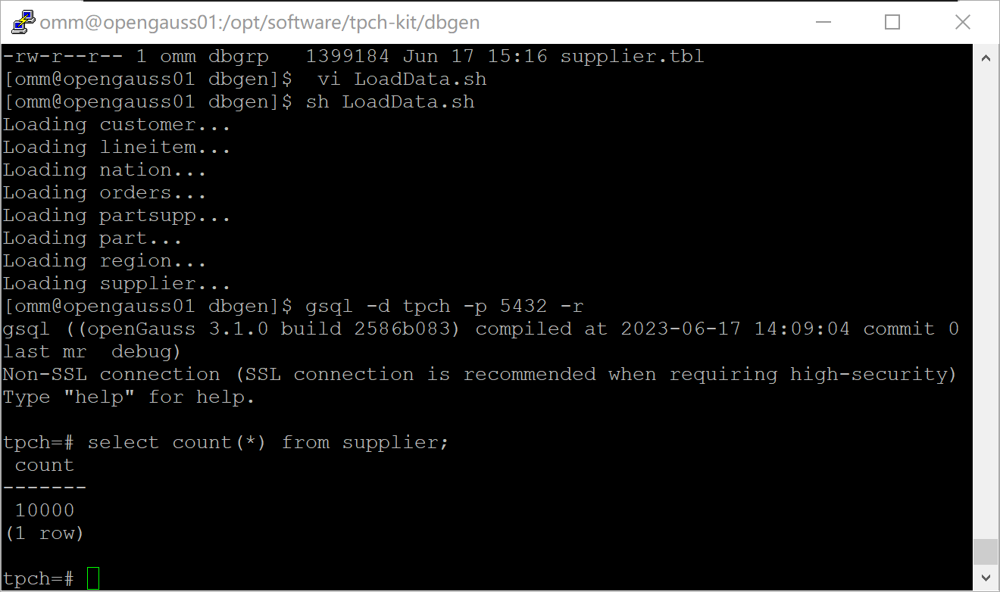 omm@opengauss01:/opt/software/tpch-kit/dbgen
-rw-r--r-- 1 omm dbgrp   1399184 Jun 17 15:16 supplier.tbl
[omm@opengauss01 dbgen]$  vi LoadData.sh
[omm@opengauss01 dbgen]$ sh LoadData.sh
Loading customer...
Loading lineitem...
Loading nation...
Loading orders...
Loading partsupp...
Loading part...
Loading region...
Loading supplier...
[omm@opengauss01 dbgen]$ gsql -d tpch -p 5432 -r
gsql ((openGauss 3.1.0 build 2586b083) compiled at 2023-06-17 14:09:04 commit 0
last mr  debug)
Non-SSL connection (SSL connection is recommended when requiring high-security)
Type "help" for help.
tpch=# select count(*) from supplier;
 count
-------
 10000
(1 row)
tpch=#